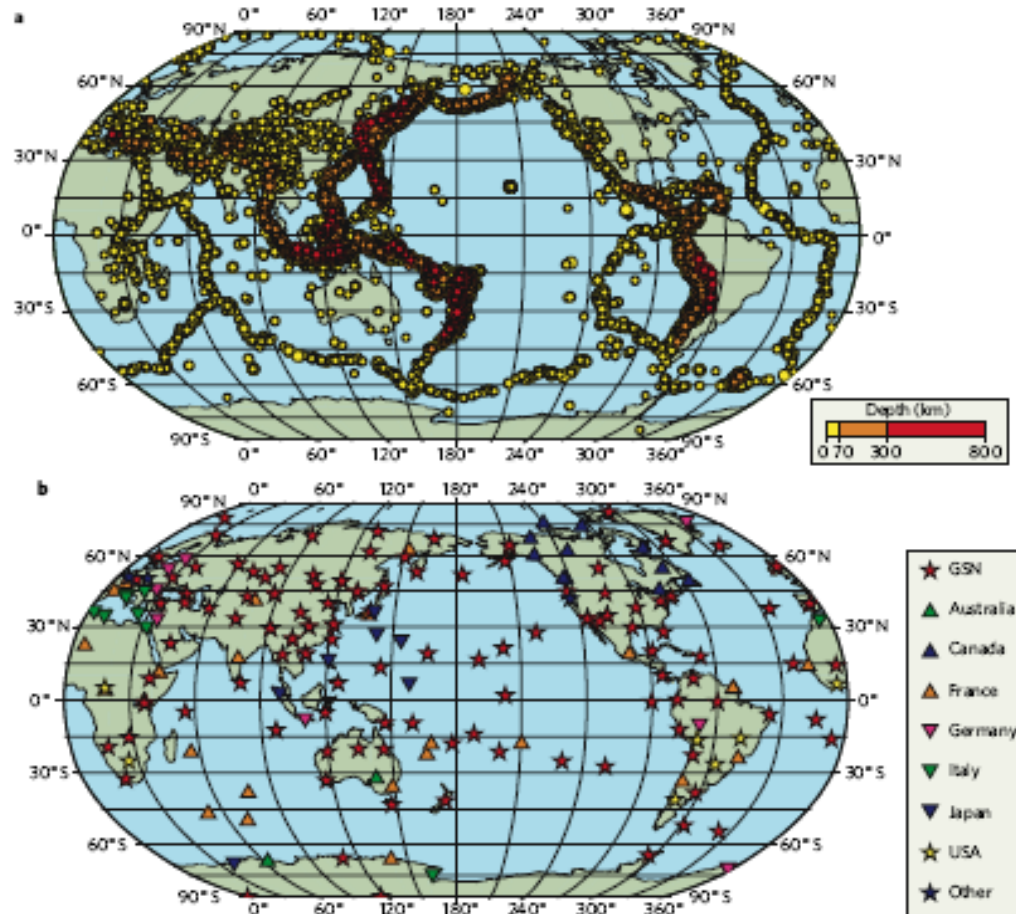 a
0° 60° 120° 180° 240° 300° 360°
90°N 90°N
60°N 60°N
30°N 30°N
0° 0°
30°S 30°S
60°S 60°S
90°S 90°S
0° 60° 120° 180° 240° 300° 360°
Depth (km)
0 70 300 800
b
0° 60° 120° 180° 240° 300° 360°
90°N 90°N
60°N 60°N
30°N 30°N
0° 0°
30°S 30°S
60°S 60°S
90°S 90°S
0° 60° 120° 180° 240° 300° 360°
GSN
Australia
Canada
France
Germany
Italy
Japan
USA
Other